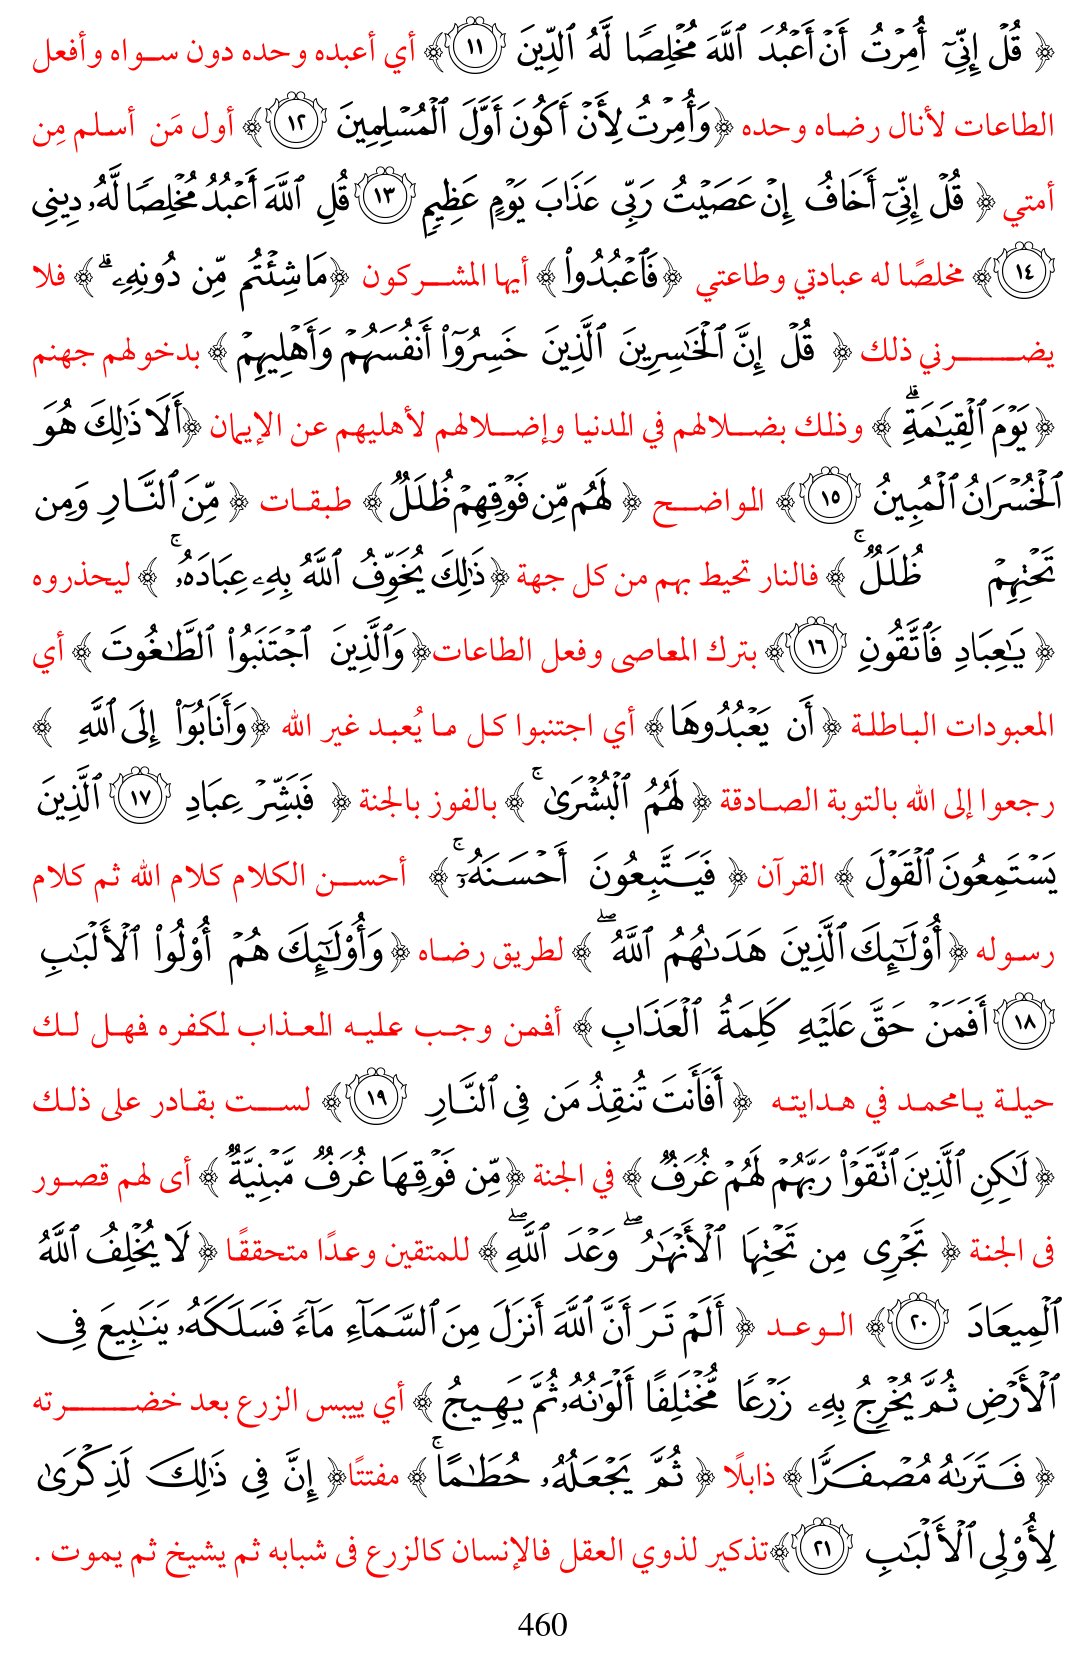 ﴿ قُلْ إِنِّىٓ أُمِرْتُ أَنْ أَعْبُدَ ٱللَّهَ مُخْلِصًا لَّهُ ٱلدِّينَ ١١﴾ أي أعبده وحده دون سواه وأفعل
الطاعات لأنال رضاه وحده ﴿وَأُمِرْتُ لِأَنْ أَكُونَ أَوَّلَ ٱلْمُسْلِمِينَ ١٢﴾ أول مَن أسلم مِن
أمتي ﴿ قُلْ إِنِّىٓ أَخَافُ إِنْ عَصَيْتُ رَبِّى عَذَابَ يَوْمٍ عَظِيمٍ ١٣ قُلِ ٱللَّهَ أَعْبُدُ مُخْلِصًا لَّهُۥ دِينِى
١٤﴾ مخلصًا له عبادتي وطاعتي ﴿فَٱعْبُدُوا۟﴾ أيها المشركون ﴿مَا شِئْتُم مِّن دُونِهِۦ ۗ﴾ فلا
يضرني ذلك ﴿ قُلْ إِنَّ ٱلْخَـٰسِرِينَ ٱلَّذِينَ خَسِرُوٓا۟ أَنفُسَهُمْ وَأَهْلِيهِمْ ﴾ بدخولهم جهنم
﴿يَوْمَ ٱلْقِيَـٰمَةِ ۗ ﴾ وذلك بضلالهم في الدنيا وإضلالهم لأهليهم عن الإيمان ﴿أَلَا ذَٰلِكَ هُوَ
ٱلْخُسْرَانُ ٱلْمُبِينُ ١٥﴾ الواضح ﴿ لَهُم مِّن فَوْقِهِمْ ظُلَلٌ﴾ طبقات ﴿ مِّنَ ٱلنَّارِ وَمِن
تَحْتِهِمْ ظُلَلٌ ۚ﴾ فالنار تحيط بهم من كل جهة ﴿ذَٰلِكَ يُخَوِّفُ ٱللَّهُ بِهِۦ عِبَادَهُۥ ۚ ﴾ ليحذروه
﴿ يَـٰعِبَادِ فَٱتَّقُونِ ١٦﴾ بترك المعاصى وفعل الطاعات﴿وَٱلَّذِينَ ٱجْتَنَبُوا۟ ٱلطَّـٰغُوتَ ﴾ أي
المعبودات الباطلة ﴿أَن يَعْبُدُوهَا﴾ أي اجتنبوا كل ما يُعبد غير الله ﴿وَأَنَابُوٓا۟ إِلَى ٱللَّهِ ﴾
رجعوا إلى الله بالتوبة الصادقة ﴿لَهُمُ ٱلْبُشْرَىٰ ۚ ﴾ بالفوز بالجنة ﴿ فَبَشِّرْ عِبَادِ ١٧ ٱلَّذِينَ
يَسْتَمِعُونَ ٱلْقَوْلَ ﴾ القرآن ﴿ فَيَتَّبِعُونَ أَحْسَنَهُۥٓ ۚ ﴾ أحسن الكلام كلام الله ثم كلام
رسوله ﴿أُو۟لَـٰٓئِكَ ٱلَّذِينَ هَدَىٰهُمُ ٱللَّهُ ۖ ﴾ لطريق رضاه ﴿وَأُو۟لَـٰٓئِكَ هُمْ أُو۟لُوا۟ ٱلْأَلْبَـٰبِ
١٨ أَفَمَنْ حَقَّ عَلَيْهِ كَلِمَةُ ٱلْعَذَابِ ﴾ أفمن وجب عليه العذاب لكفره فهل لك
حيلة يامحمد في هدايته ﴿ أَفَأَنتَ تُنقِذُ مَن فِى ٱلنَّارِ ١٩﴾ لست بقادر على ذلك
﴿لَـٰكِنِ ٱلَّذِينَ ٱتَّقَوْا۟ رَبَّهُمْ لَهُمْ غُرَفٌ ﴾ في الجنة ﴿مِّن فَوْقِهَا غُرَفٌ مَّبْنِيَّةٌ﴾ أى لهم قصور
فى الجنة ﴿ تَجْرِى مِن تَحْتِهَا ٱلْأَنْهَـٰرُ ۖ وَعْدَ ٱللَّهِ ۖ﴾ للمتقين وعدًا متحققًا ﴿لَا يُخْلِفُ ٱللَّهُ
ٱلْمِيعَادَ ٢٠﴾ الوعد ﴿ أَلَمْ تَرَ أَنَّ ٱللَّهَ أَنزَلَ مِنَ ٱلسَّمَآءِ مَآءً فَسَلَكَهُۥ يَنَـٰبِيعَ فِى
ٱلْأَرْضِ ثُمَّ يُخْرِجُ بِهِۦ زَرْعًا مُّخْتَلِفًا أَلْوَٰنُهُۥ ثُمَّ يَهِيجُ ﴾ أي ييبس الزرع بعد خضرته
﴿ فَتَرَىٰهُ مُصْفَرًّا﴾ ذابلًا ﴿ ثُمَّ يَجْعَلُهُۥ حُطَـٰمًا ۚ﴾ مفتتًا﴿ إِنَّ فِى ذَٰلِكَ لَذِكْرَىٰ
لِأُو۟لِى ٱلْأَلْبَـٰبِ ٢١﴾تذكير لذوي العقل فالإنسان كالزرع فى شبابه ثم يشيخ ثم يموت .
460